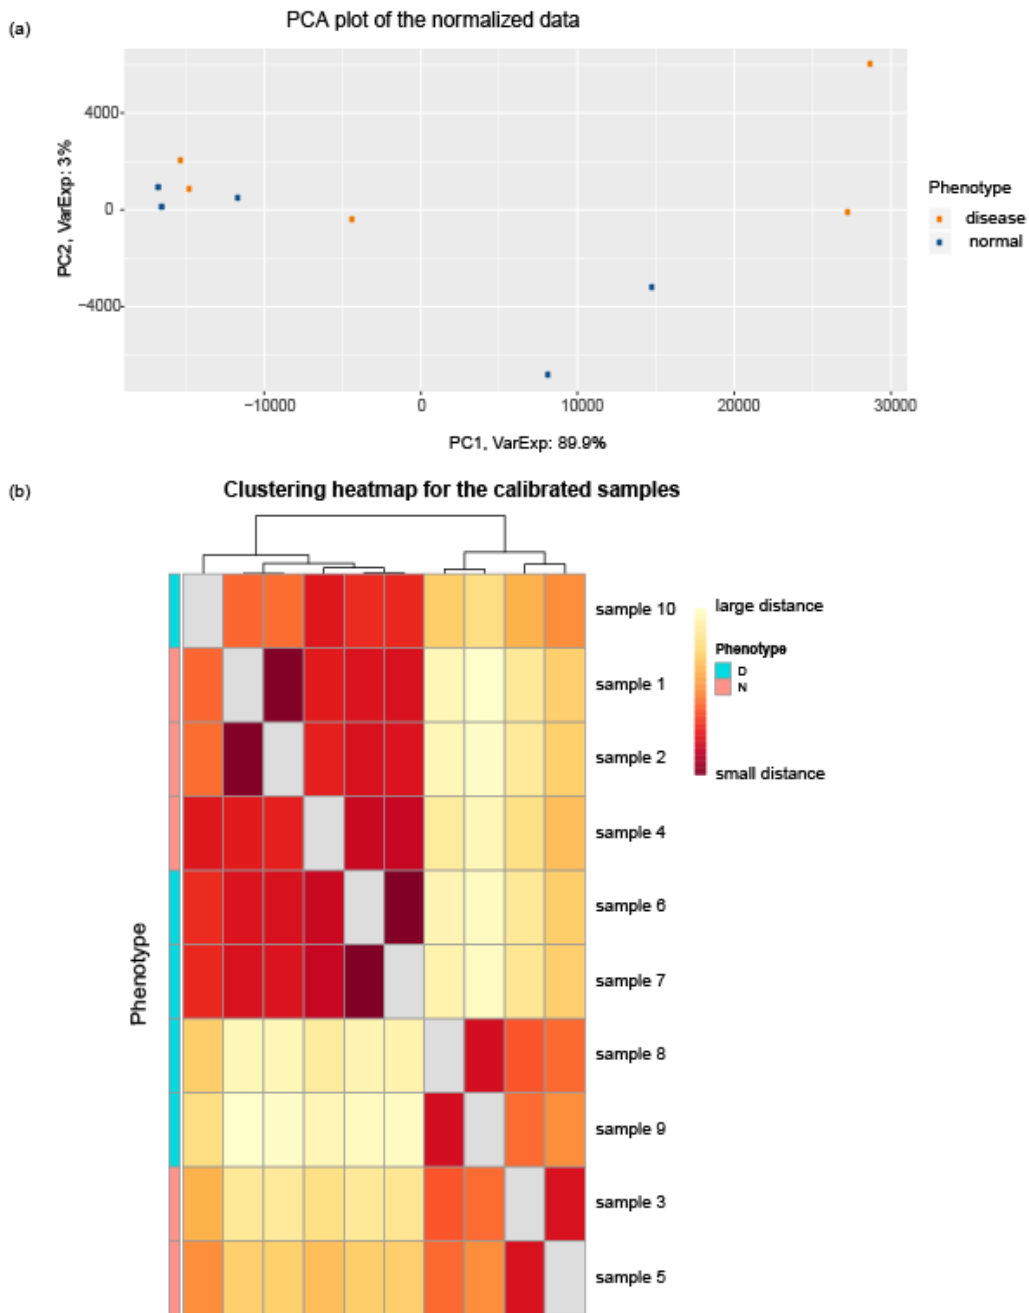 (a)
PCA plot of the normalized data
PC2, VarExp: 3%
4000
0
−4000
−10000
0
10000
20000
30000
PC1, VarExp: 89.9%
Phenotype
disease
normal
(b)
Clustering heatmap for the calibrated samples
Phenotype
sample 10
sample 1
sample 2
sample 4
sample 6
sample 7
sample 8
sample 9
sample 3
sample 5
large distance
Phenotype
D
N
small distance